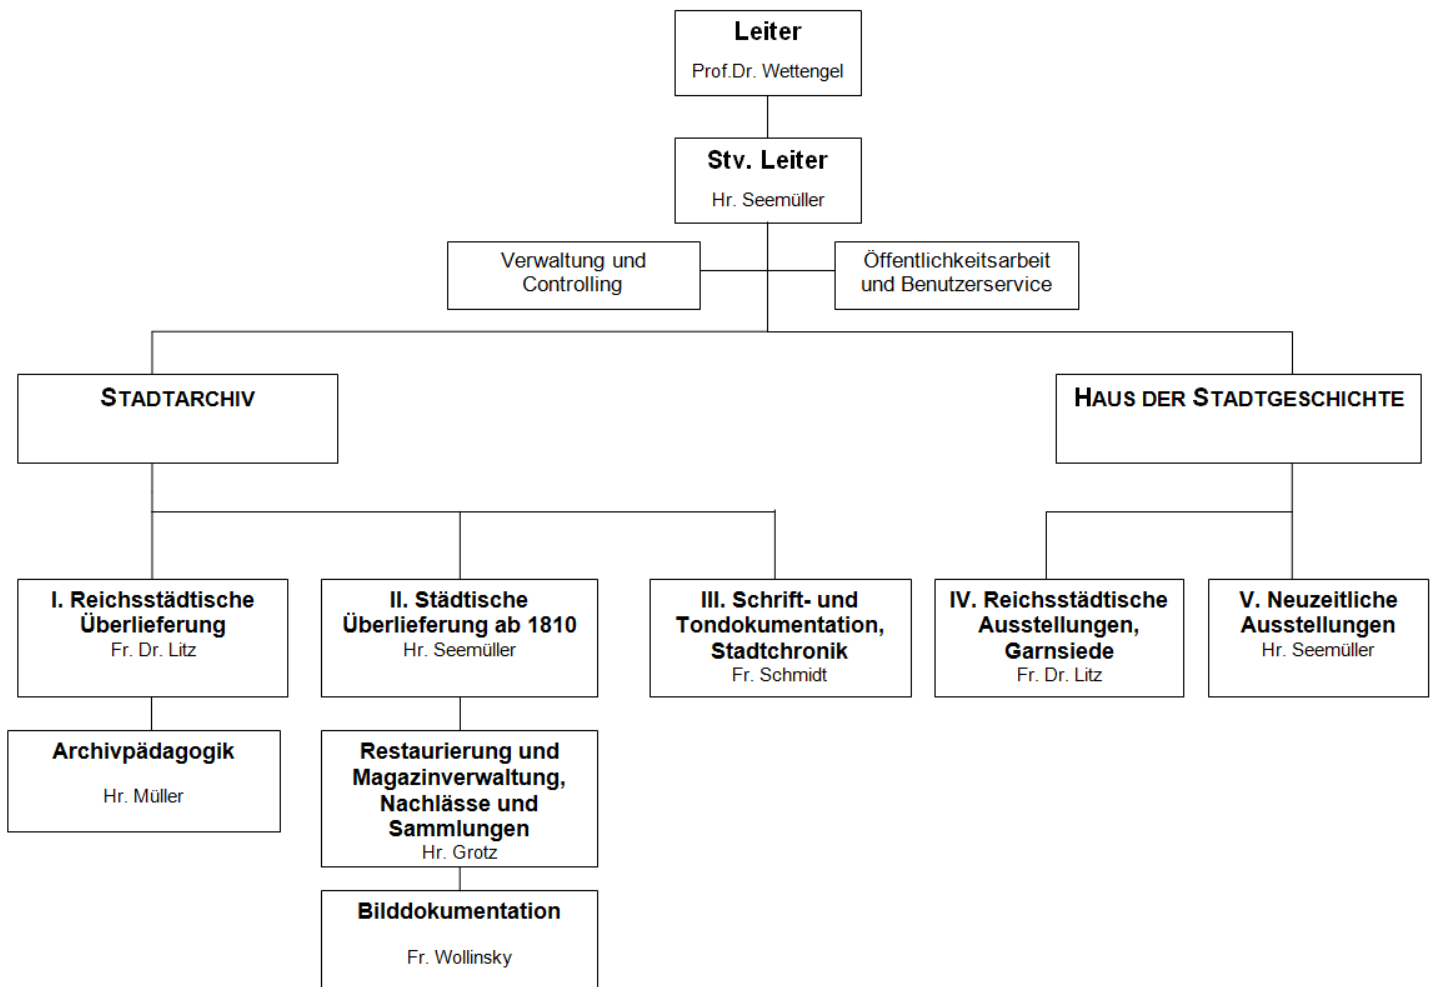 Leiter
Prof.Dr. Wettengel
Stv. Leiter
Hr. Seemüller
Verwaltung und
Controlling
Öffentlichkeitsarbeit
und Benutzerservice
STADTARCHIV
HAUS DER STADTGESCHICHTE
I. Reichsstädtische
Überlieferung
Fr. Dr. Litz
II. Städtische
Überlieferung ab 1810
Hr. Seemüller
III. Schrift- und
Tondokumentation,
Stadtchronik
Fr. Schmidt
IV. Reichsstädtische
Ausstellungen,
Garnsiede
Fr. Dr. Litz
V. Neuzeitliche
Ausstellungen
Hr. Seemüller
Archivpädagogik
Hr. Müller
Restaurierung und
Magazinverwaltung,
Nachlässe und
Sammlungen
Hr. Grotz
Bilddokumentation
Fr. Wollinsky